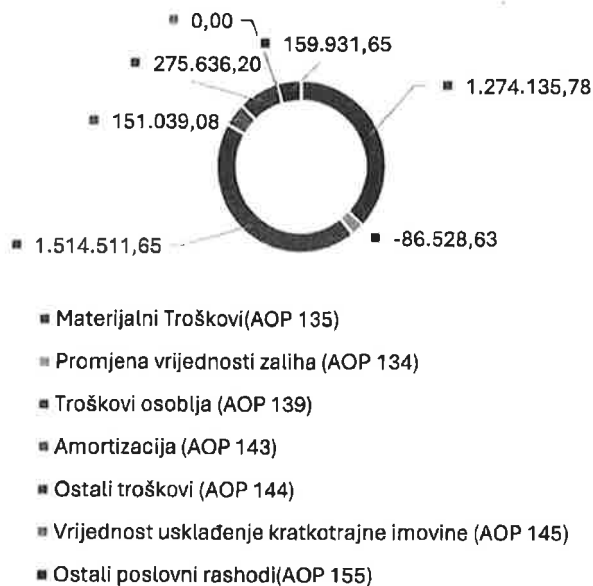 0,00
159.931,65
275.636,20
1.274.135,78
151.039,08
-86.528,63
1.514.511,65
Materijalni Troškovi(AOP 135)
Promjena vrijednosti zaliha (AOP 134)
Troškovi osoblja (AOP 139)
Amortizacija (AOP 143)
Ostali troškovi (AOP 144)
Vrijednost usklađenje kratkotrajne imovine (AOP 145)
Ostali poslovni rashodi(AOP 155)